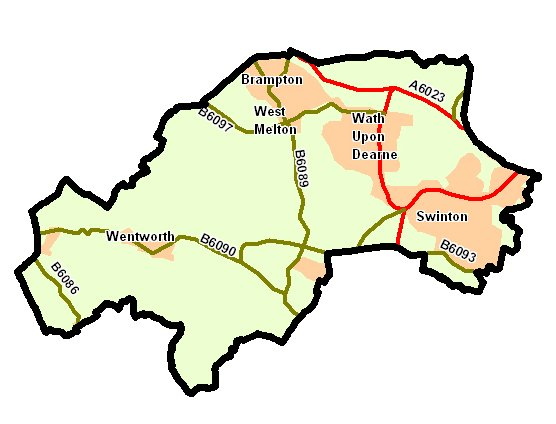 Brampton
A6023
B6097
West
Melton
Wath
Upon
Dearne
B6089
Swinton
Wentworth
B6090
B6093
B6086